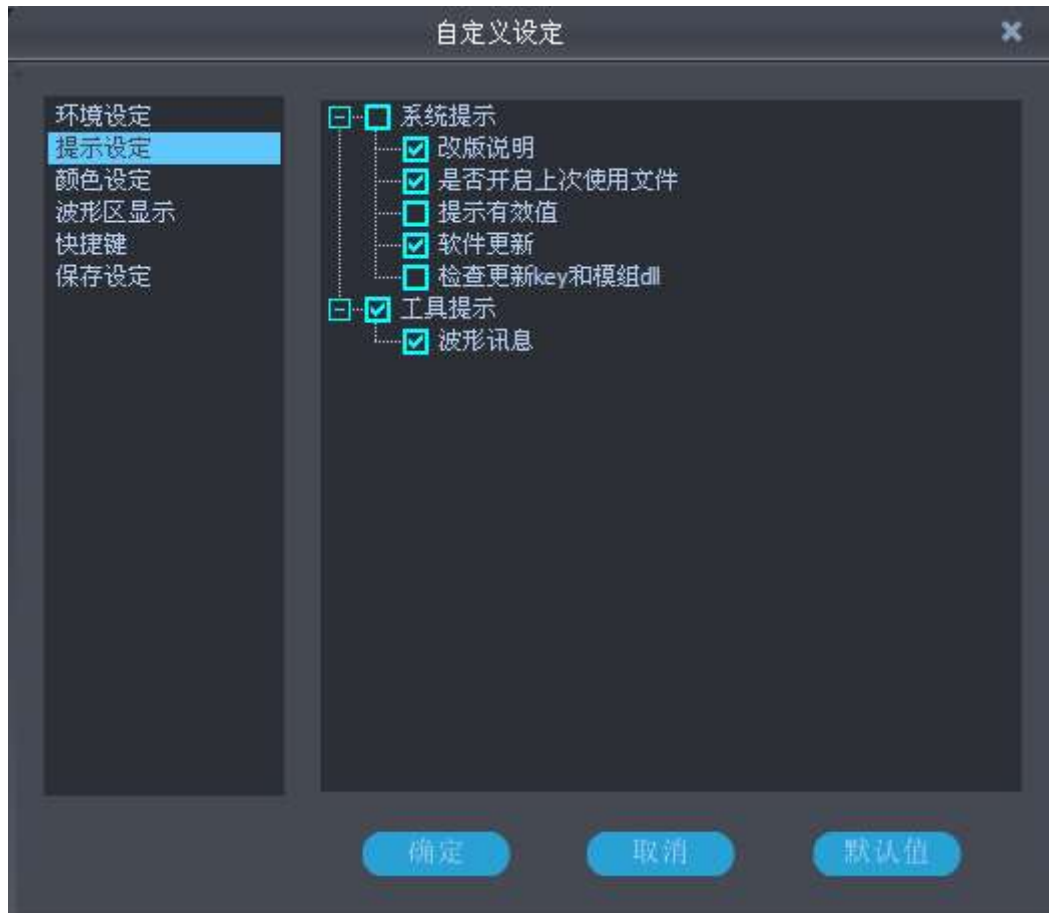 自定义设定
环境设定
提示设定
颜色设定
波形区显示
快捷键
保存设定
系统提示
改版说明
是否开启上次使用文件
提示有效值
软件更新
检查更新key和模组dll
工具提示
波形讯息
确定
取消
默认值